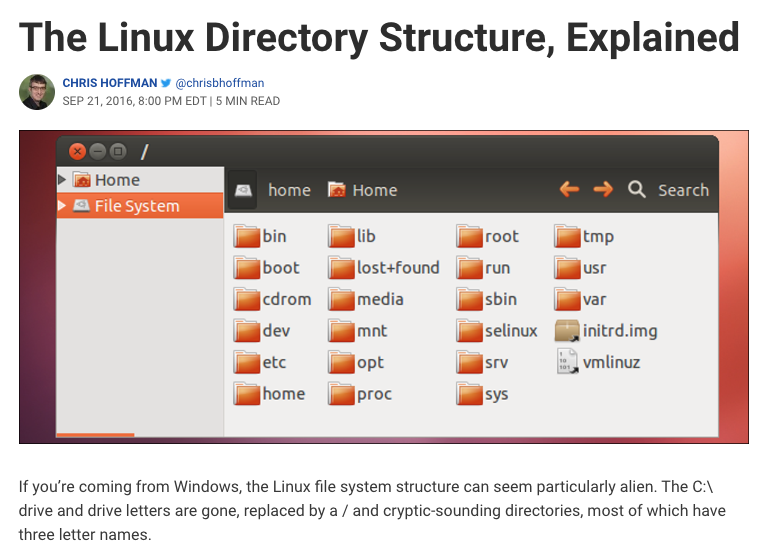 The Linux Directory Structure, Explained
CHRIS HOFFMAN @chrisbhoffman
SEP 21, 2016, 8:00 PM EDT | 5 MIN READ
/
Home
File System
home Home Search
bin lib root tmp
boot lost+found run usr
cdrom media sbin var
dev mnt selinux initrd.img
etc opt srv vmlinuz
home proc sys
If you’re coming from Windows, the Linux file system structure can seem particularly alien. The C:\
drive and drive letters are gone, replaced by a / and cryptic-sounding directories, most of which have
three letter names.